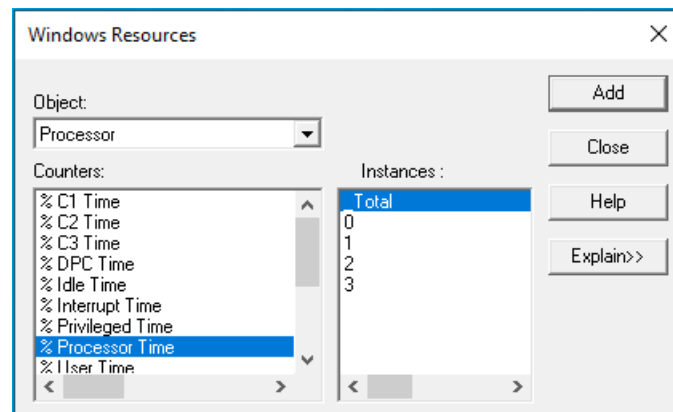 Windows Resources
Object:
Processor
Counters:
% C1 Time
% C2 Time
% C3 Time
% DPC Time
% Idle Time
% Interrupt Time
% Privileged Time
% Processor Time
% User Time
Instances :
_Total
0
1
2
3
Add
Close
Help
Explain>>